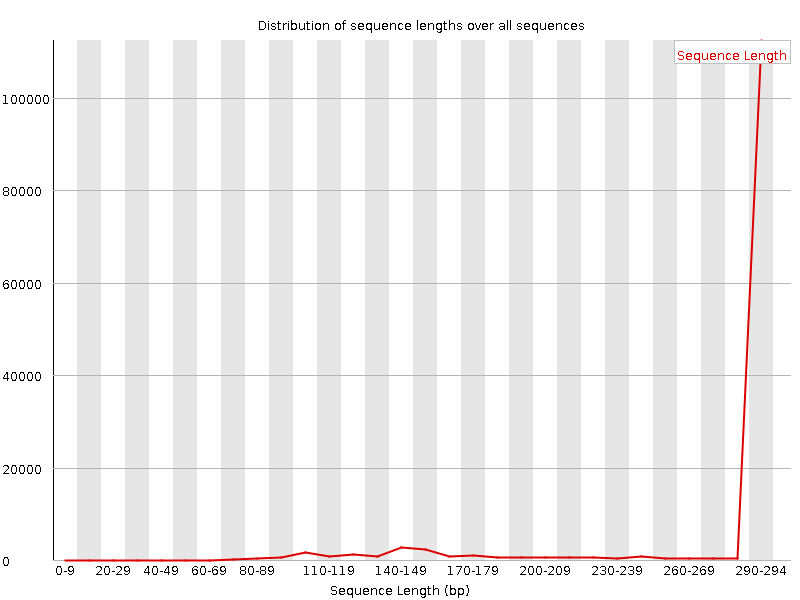 Distribution of sequence lengths over all sequences
Sequence Length
100000
80000
60000
40000
20000
0
0-9 20-29 40-49 60-69 80-89 110-119 140-149 170-179 200-209 230-239 260-269 290-294
Sequence Length (bp)